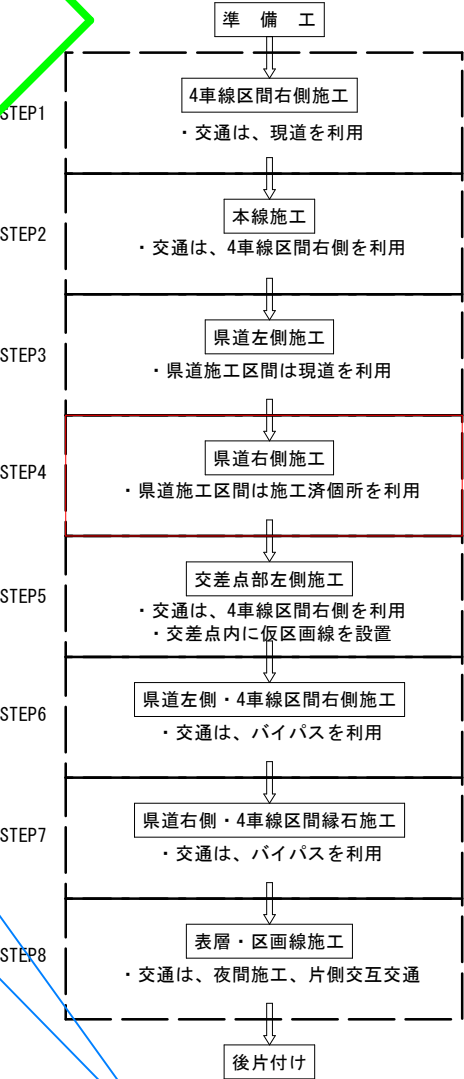 準 備 工
STEP1
4車線区間右側施工
・交通は、現道を利用
STEP2
本線施工
・交通は、4車線区間右側を利用
STEP3
県道左側施工
・県道施工区間は現道を利用
STEP4
県道右側施工
・県道施工区間は施工済個所を利用
STEP5
交差点部左側施工
・交通は、4車線区間右側を利用
・交差点内に仮区画線を設置
STEP6
県道左側・4車線区間右側施工
・交通は、バイパスを利用
STEP7
県道右側・4車線区間縁石施工
・交通は、バイパスを利用
STEP8
表層・区画線施工
・交通は、夜間施工、片側交互交通
後片付け